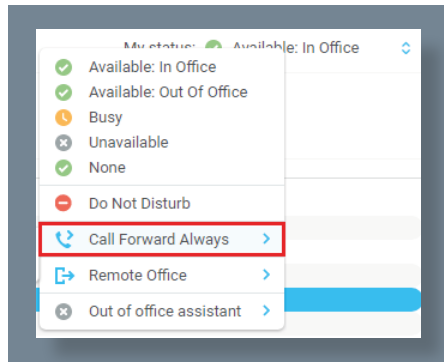 My status: Available: In Office
Available: In Office
Available: Out Of Office
Busy
Unavailable
None
Do Not Disturb
Call Forward Always
Remote Office
Out of office assistant